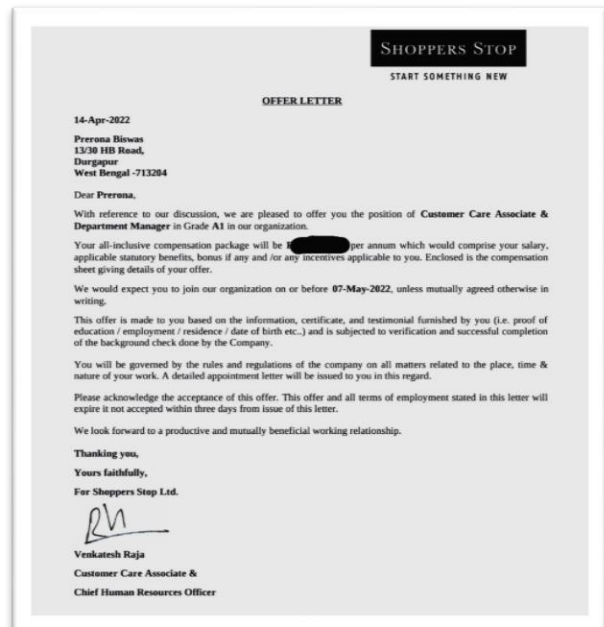 SHOPPERS STOP
START SOMETHING NEW
OFFER LETTER
14-Apr-2022
Prerona Biswas
13/30 HB Road,
Durgapur
West Bengal -713204
Dear Prerona,
With reference to our discussion, we are pleased to offer you the position of Customer Care Associate &
Department Manager in Grade A1 in our organization.
Your all-inclusive compensation package will be per annum which would comprise your salary,
applicable statutory benefits, bonus if any and /or any incentives applicable to you. Enclosed is the compensation
sheet giving details of your offer.
We would expect you to join our organization on or before 07-May-2022, unless mutually agreed otherwise in
writing.
This offer is made to you based on the information, certificate, and testimonial furnished by you (i.e. proof of
education / employment / residence / date of birth etc..) and is subjected to verification and successful completion
of the background check done by the Company.
You will be governed by the rules and regulations of the company on all matters related to the place, time &
nature of your work. A detailed appointment letter will be issued to you in this regard.
Please acknowledge the acceptance of this offer. This offer and all terms of employment stated in this letter will
expire it not accepted within three days from issue of this letter.
We look forward to a productive and mutually beneficial working relationship.
Thanking you,
Yours faithfully,
For Shoppers Stop Ltd.
Venkatesh Raja
Customer Care Associate &
Chief Human Resources Officer